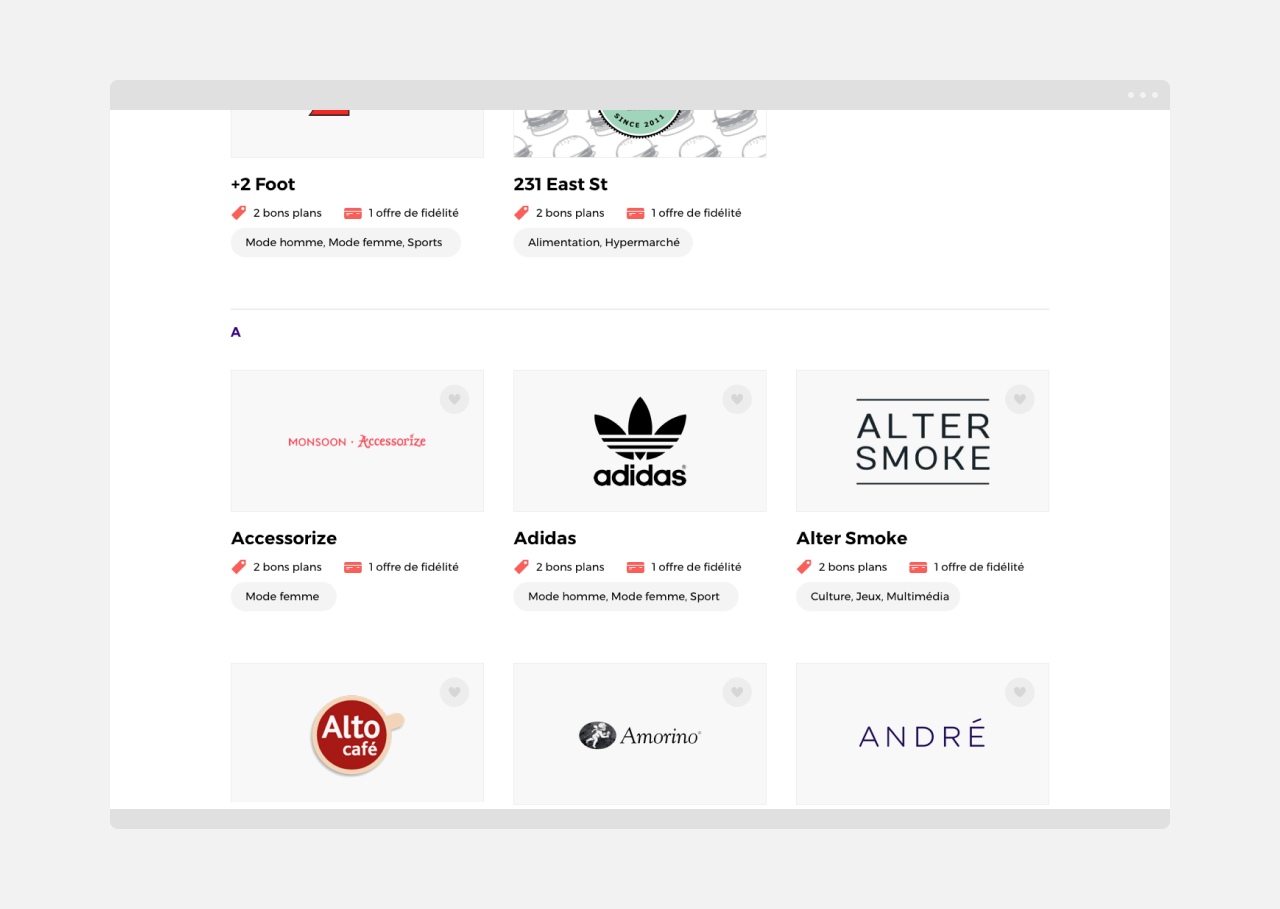 SINCE 2011
+2 Foot
231 East St
2 bons plans
1 offre de fidélité
2 bons plans
1 offre de fidélité
Mode homme, Mode femme, Sports
Alimentation, Hypermarché
A
MONSOON · Accessorize
adidas®
ALTER
SMOKE
Accessorize
Adidas
Alter Smoke
2 bons plans
1 offre de fidélité
2 bons plans
1 offre de fidélité
2 bons plans
1 offre de fidélité
Mode femme
Mode homme, Mode femme, Sport
Culture, Jeux, Multimédia
Alto
café
Amorino®
ANDRÉ